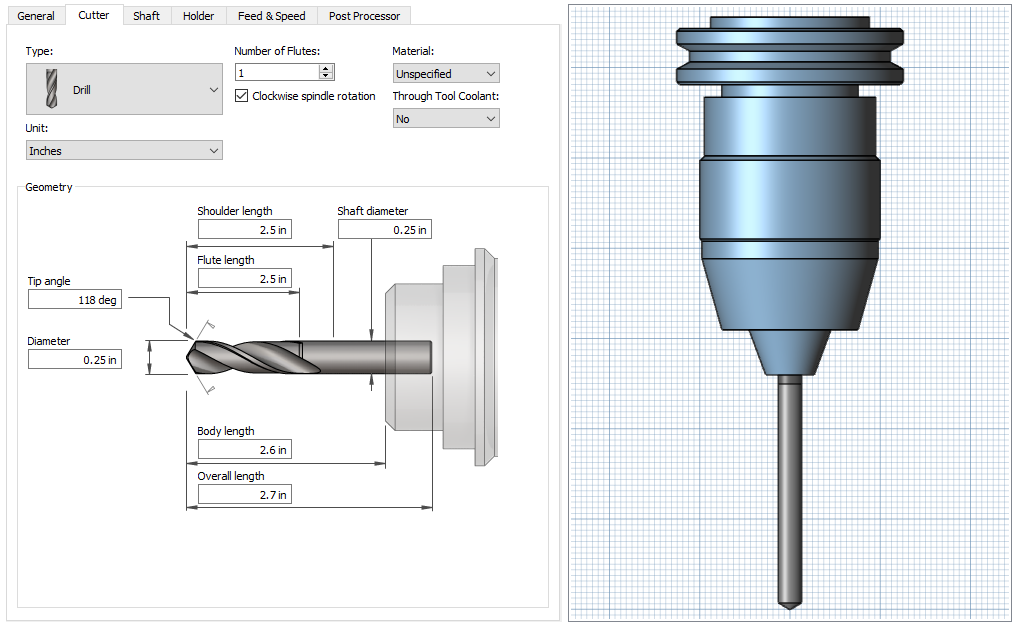 General Cutter Shaft Holder Feed & Speed Post Processor
Type: Number of Flutes: Material:
Drill 1 Unspecified
Clockwise spindle rotation Through Tool Coolant:
No
Unit:
Inches
Geometry
Shoulder length Shaft diameter
2.5 in 0.25 in
Flute length
2.5 in
Tip angle
118 deg
Diameter
0.25 in
Body length
2.6 in
Overall length
2.7 in